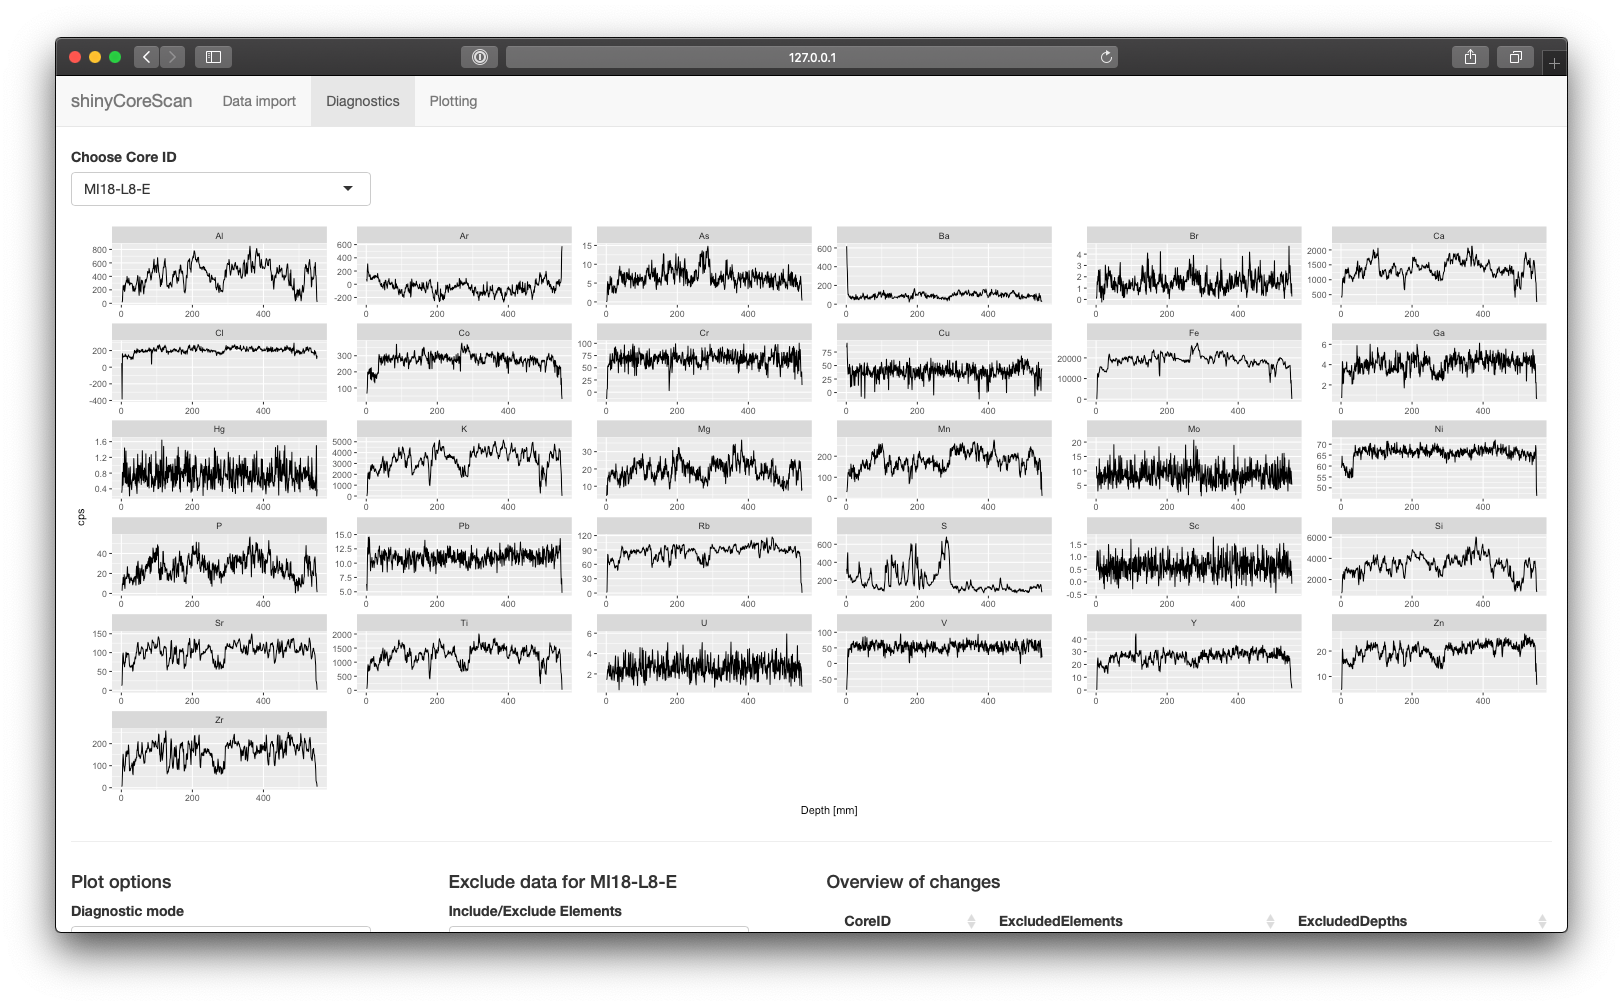 127.0.0.1
shinyCoreScan Data import Diagnostics Plotting
Choose Core ID
MI18-L8-E
Al Ar As Ba Br Ca
800 600 400 200 0
600 400 200 0 -200
15 10 5 0
600 400 200 0
4 3 2 1 0
2000 1500 1000 500
0 200 400 0 200 400 0 200 400 0 200 400 0 200 400 0 200 400
Cl Co Cr Cu Fe Ga
200 0 -200 -400
300 200 100
100 75 50 25 0
75 50 25 0
20000 10000 0
6 4 2
0 200 400 0 200 400 0 200 400 0 200 400 0 200 400 0 200 400
Hg K Mg Mn Mo Ni
1.6 1.2 0.8 0.4
5000 4000 3000 2000 1000 0
30 20 10
200 100 0
20 15 10 5
70 65 60 55 50
0 200 400 0 200 400 0 200 400 0 200 400 0 200 400 0 200 400
cps
P Pb Rb S Sc Si
40 20 0
15.0 12.5 10.0 7.5 5.0
120 90 60 30 0
600 400 200
1.5 1.0 0.5 0.0 -0.5
6000 4000 2000
0 200 400 0 200 400 0 200 400 0 200 400 0 200 400 0 200 400
Sr Ti U V Y Zn
150 100 50 0
2000 1500 1000 500 0
6 4 2
100 50 0 -50
40 30 20 10 0
20 10
0 200 400 0 200 400 0 200 400 0 200 400 0 200 400 0 200 400
Zr
200 100 0
0 200 400
Depth [mm]
Plot options Exclude data for MI18-L8-E Overview of changes
Diagnostic mode Include/Exclude Elements
CoreID ExcludedElements ExcludedDepths